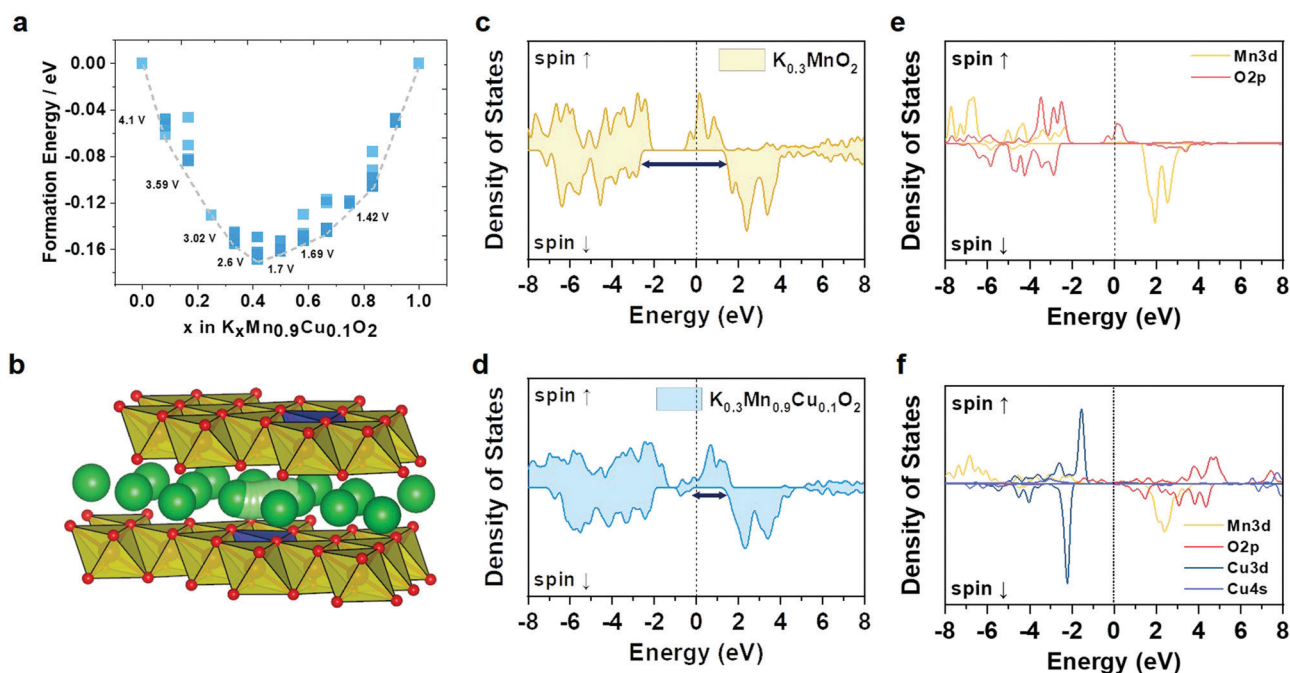 a
Formation Energy / eV
0.00
-0.04
-0.08
-0.12
-0.16
4.1 V
3.59 V
3.02 V
2.6 V
1.7 V
1.69 V
1.42 V
0.0 0.2 0.4 0.6 0.8 1.0
x in KₓMn₀.₉Cu₀.₁O₂
b
c
Density of States
spin ↑
K₀.₃MnO₂
spin ↓
-8 -6 -4 -2 0 2 4 6 8
Energy (eV)
d
Density of States
spin ↑
K₀.₃Mn₀.₉Cu₀.₁O₂
spin ↓
-8 -6 -4 -2 0 2 4 6 8
Energy (eV)
e
Density of States
spin ↑
Mn3d
O2p
spin ↓
-8 -6 -4 -2 0 2 4 6 8
Energy (eV)
f
Density of States
spin ↑
Mn3d
O2p
Cu3d
Cu4s
spin ↓
-8 -6 -4 -2 0 2 4 6 8
Energy (eV)